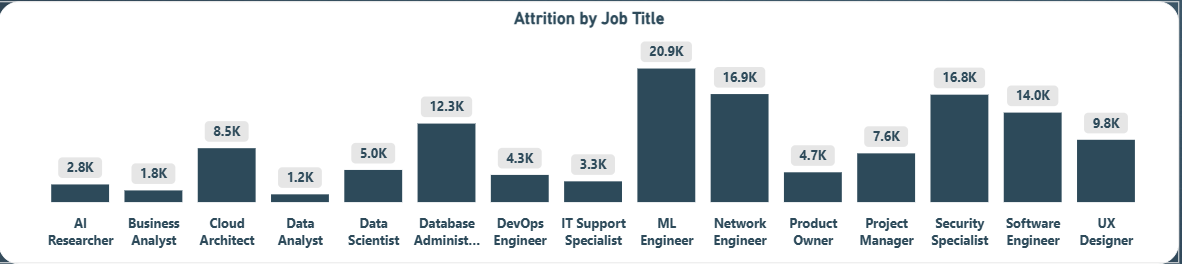 Attrition by Job Title
20.9K
16.9K
16.8K
14.0K
12.3K
9.8K
8.5K
7.6K
5.0K
4.3K
4.7K
2.8K
1.8K
1.2K
3.3K
AI Researcher
Business Analyst
Cloud Architect
Data Analyst
Data Scientist
Database Administ...
DevOps Engineer
IT Support Specialist
ML Engineer
Network Engineer
Product Owner
Project Manager
Security Specialist
Software Engineer
UX Designer